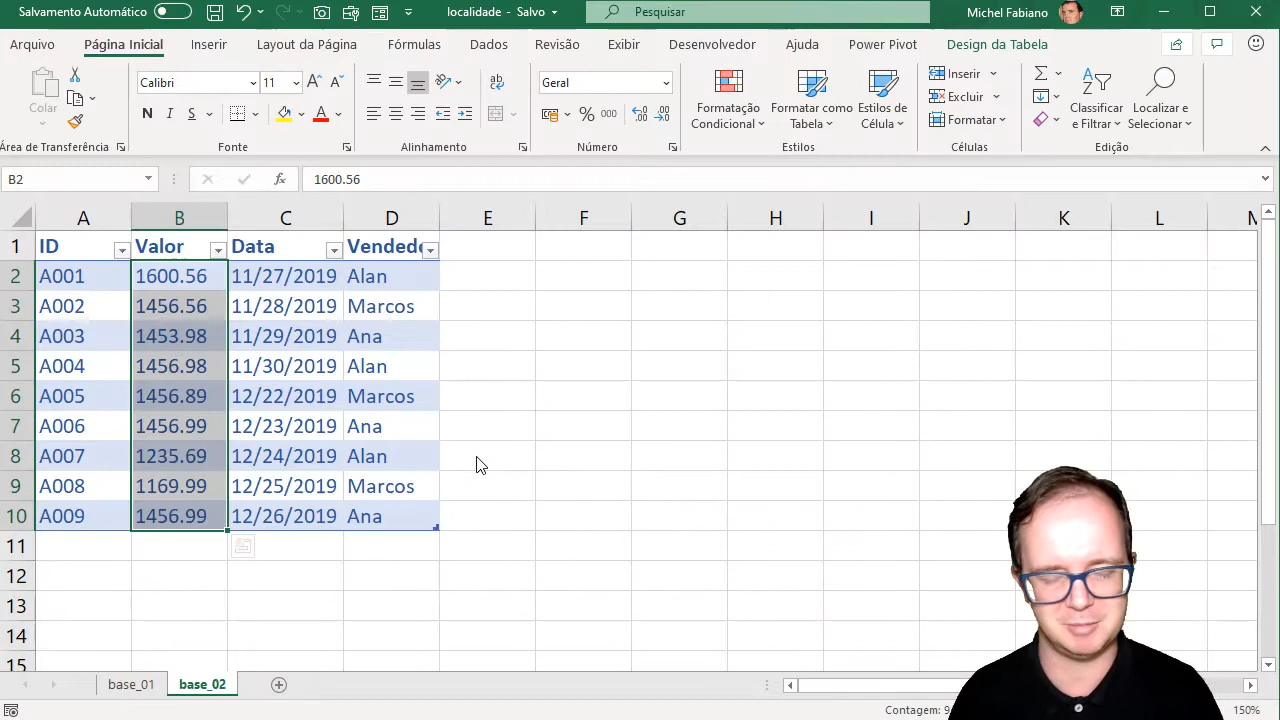 Salvamento Automático
localidade - Salvo
Pesquisar
Michel Fabiano
Arquivo Página Inicial Inserir Layout da Página Fórmulas Dados Revisão Exibir Desenvolvedor Ajuda Power Pivot Design da Tabela
Colar
Área de Transferência
Calibri 11
N I S A
Fonte
ab
Alinhamento
Geral
% 000
Número
Formatação Condicional
Formatar como Tabela
Estilos de Célula
Estilos
Inserir
Excluir
Formatar
Células
Classificar e Filtrar
Localizar e Selecionar
Edição
B2 fx 1600.56
A B C D E F G H I J K L M
1 ID Valor Data Vended
2 A001 1600.56 11/27/2019 Alan
3 A002 1456.56 11/28/2019 Marcos
4 A003 1453.98 11/29/2019 Ana
5 A004 1456.98 11/30/2019 Alan
6 A005 1456.89 12/22/2019 Marcos
7 A006 1456.99 12/23/2019 Ana
8 A007 1235.69 12/24/2019 Alan
9 A008 1169.99 12/25/2019 Marcos
10 A009 1456.99 12/26/2019 Ana
11
12
13
14
15
base_01 base_02
Contagem: 9
150%